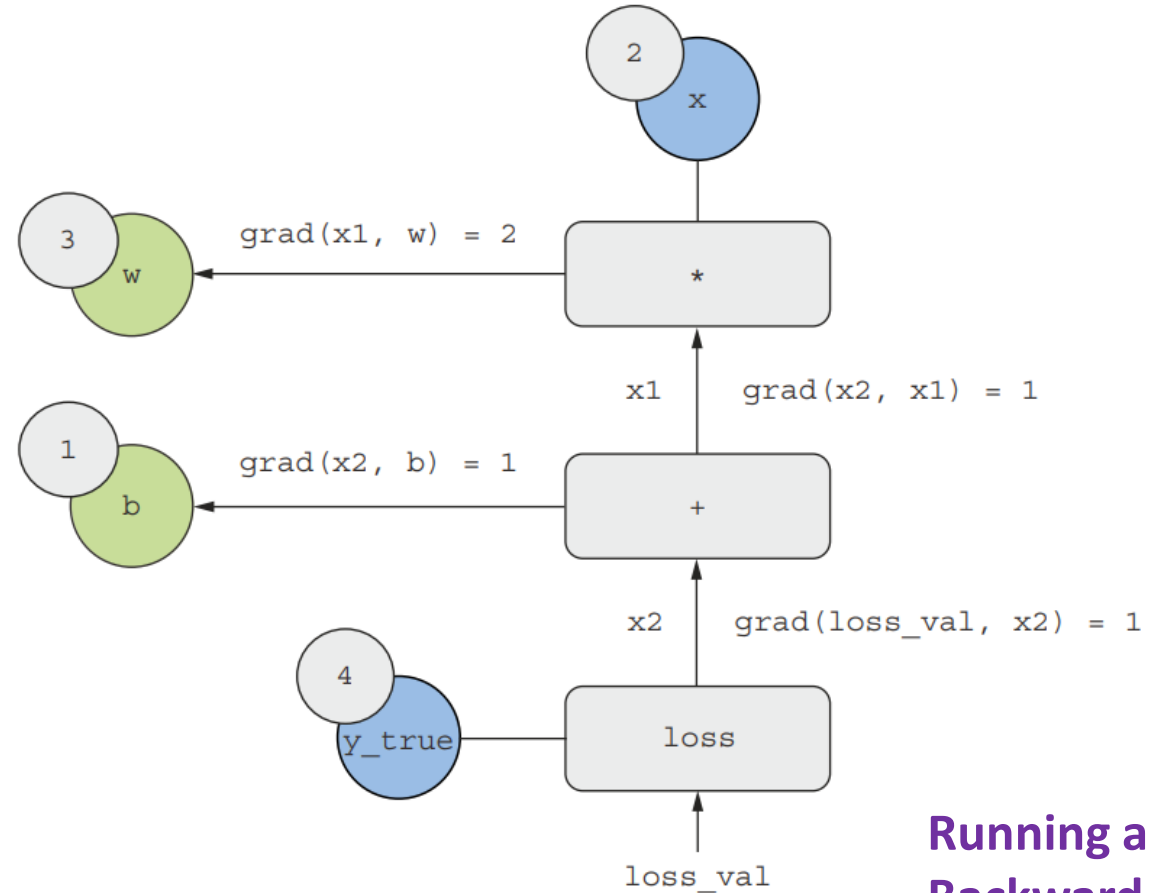 2
x
3
grad(x1, w) = 2
w
*
x1
grad(x2, x1) = 1
1
grad(x2, b) = 1
b
+
x2
grad(loss_val, x2) = 1
4
y_true
loss
Running a
Backward
loss_val